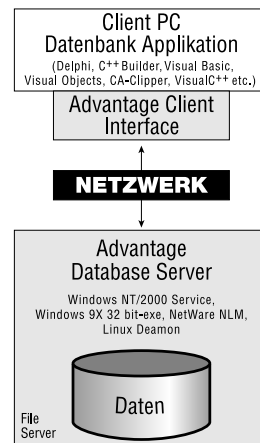 Client PC
Datenbank Applikation
(Delphi, C++ Builder, Visual Basic,
Visual Objects, CA-Clipper, VisualC++ etc.)
Advantage Client
Interface
NETZWERK
Advantage
Database Server
Windows NT/2000 Service,
Windows 9X 32 bit-exe, NetWare NLM,
Linux Deamon
Daten
File
Server